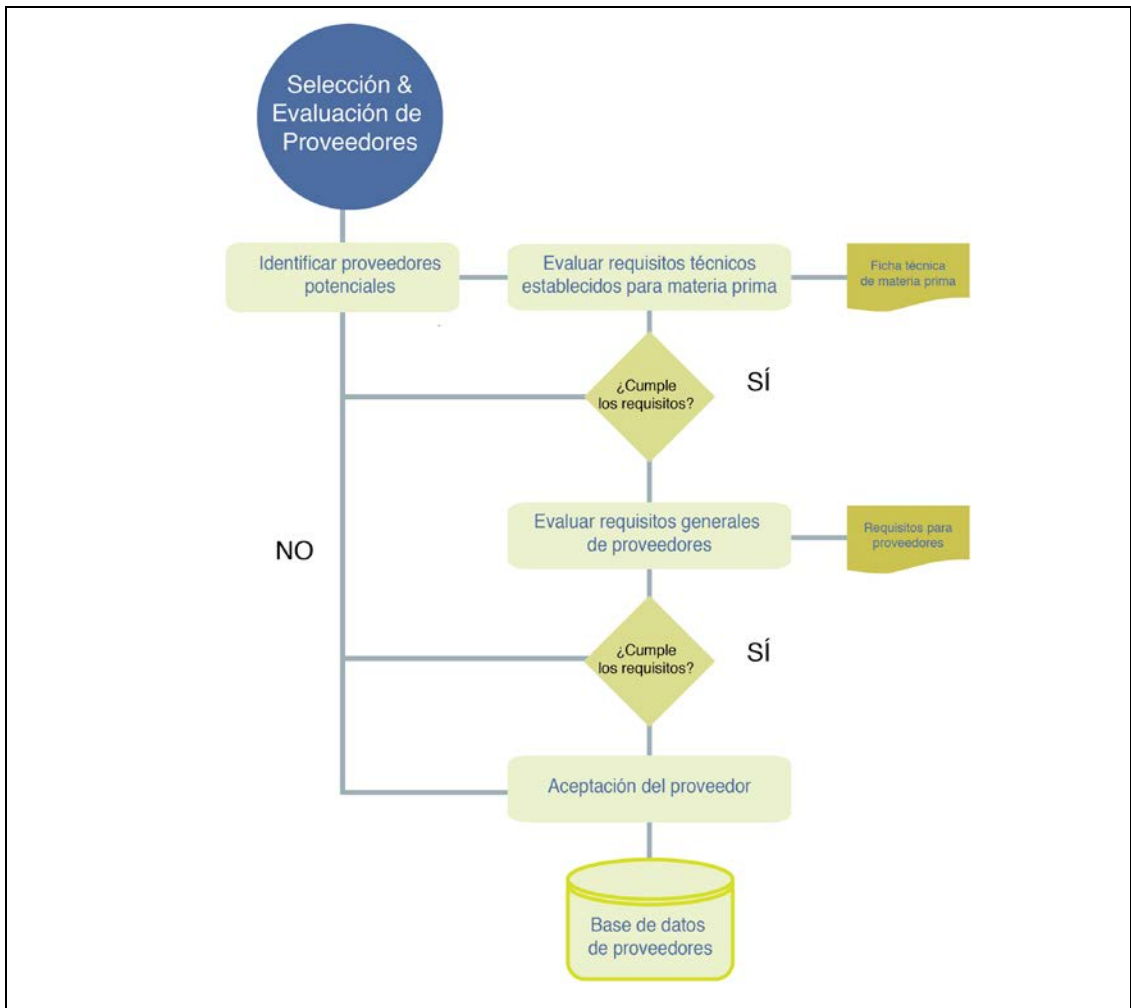 Selección &
Evaluación de
Proveedores
Identificar proveedores
potenciales
Evaluar requisitos técnicos
establecidos para materia prima
Ficha técnica
de materia prima
¿Cumple
los requisitos?
SÍ
Evaluar requisitos generales
de proveedores
Requisitos para
proveedores
NO
¿Cumple
los requisitos?
SÍ
Aceptación del proveedor
Base de datos
de proveedores